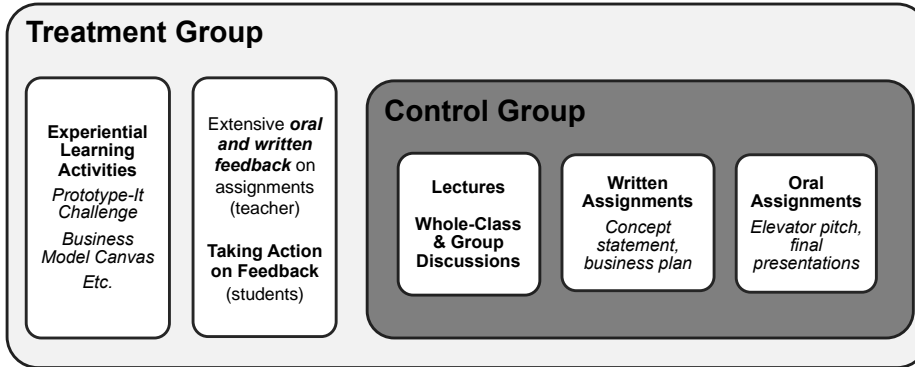 Treatment Group
Experiential
Learning
Activities
Prototype-It
Challenge
Business
Model Canvas
Etc.
Extensive oral
and written
feedback on
assignments
(teacher)
Taking Action
on Feedback
(students)
Control Group
Lectures
Whole-Class
& Group
Discussions
Written
Assignments
Concept
statement,
business plan
Oral
Assignments
Elevator pitch,
final
presentations